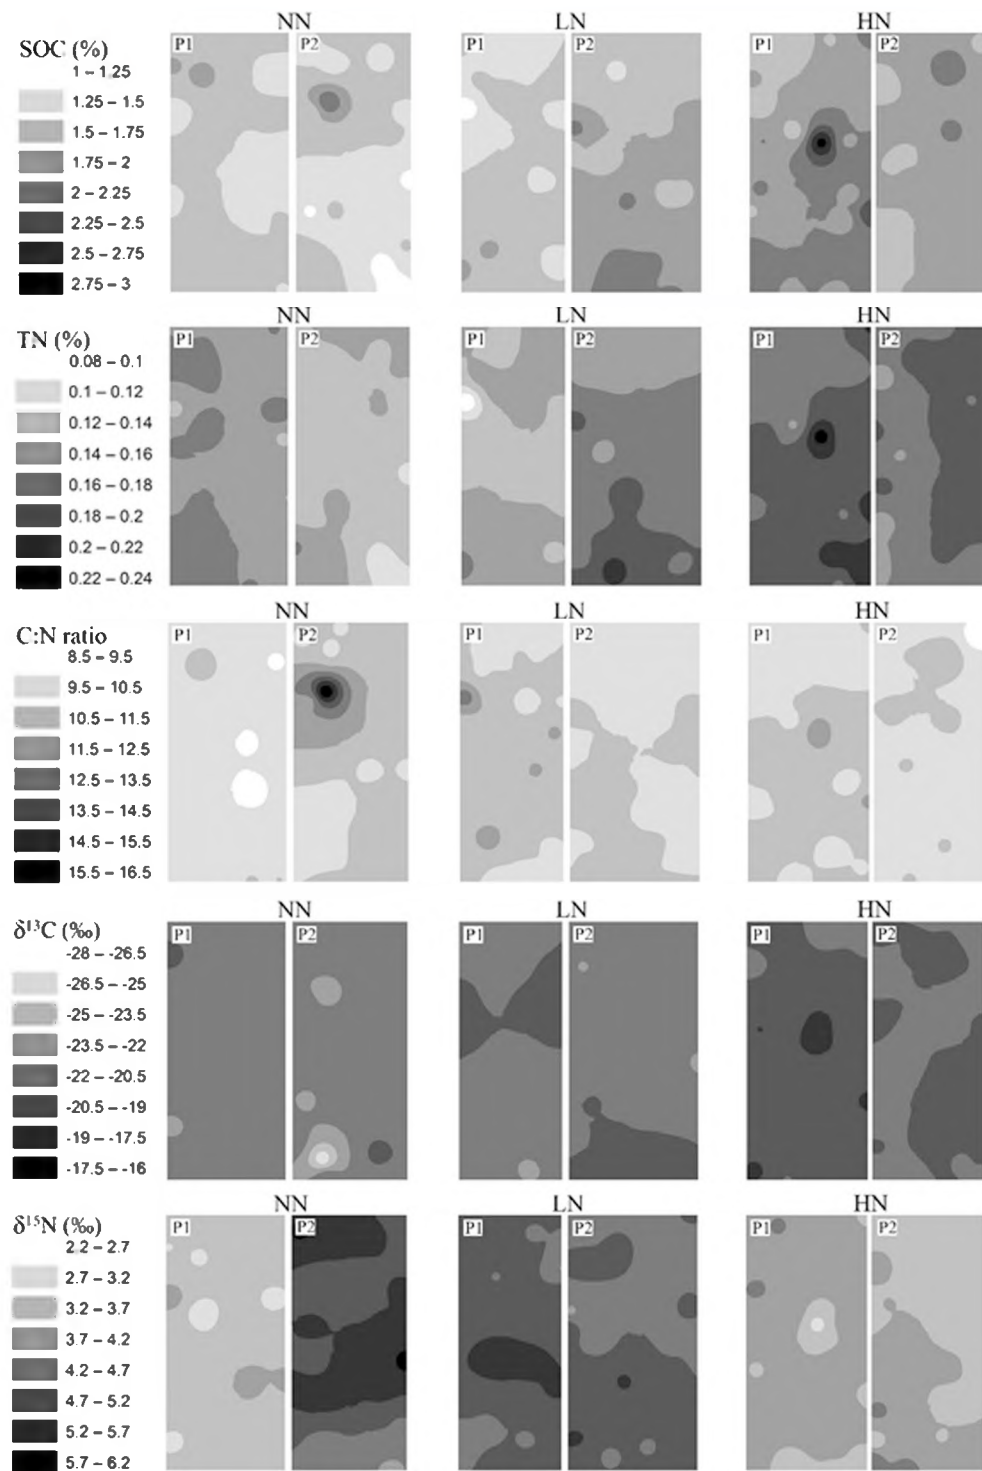 NN LN HN
SOC (%) P1 P2 P1 P2 P1 P2
1 – 1.25
1.25 – 1.5
1.5 – 1.75
1.75 – 2
2 – 2.25
2.25 – 2.5
2.5 – 2.75
2.75 – 3
NN LN HN
TN (%) P1 P2 P1 P2 P1 P2
0.08 – 0.1
0.1 – 0.12
0.12 – 0.14
0.14 – 0.16
0.16 – 0.18
0.18 – 0.2
0.2 – 0.22
0.22 – 0.24
NN LN HN
C:N ratio P1 P2 P1 P2 P1 P2
8.5 – 9.5
9.5 – 10.5
10.5 – 11.5
11.5 – 12.5
12.5 – 13.5
13.5 – 14.5
14.5 – 15.5
15.5 – 16.5
NN LN HN
δ¹³C (‰) P1 P2 P1 P2 P1 P2
-28 – -26.5
-26.5 – -25
-25 – -23.5
-23.5 – -22
-22 – -20.5
-20.5 – -19
-19 – -17.5
-17.5 – -16
NN LN HN
δ¹⁵N (‰) P1 P2 P1 P2 P1 P2
2.2 – 2.7
2.7 – 3.2
3.2 – 3.7
3.7 – 4.2
4.2 – 4.7
4.7 – 5.2
5.2 – 5.7
5.7 – 6.2